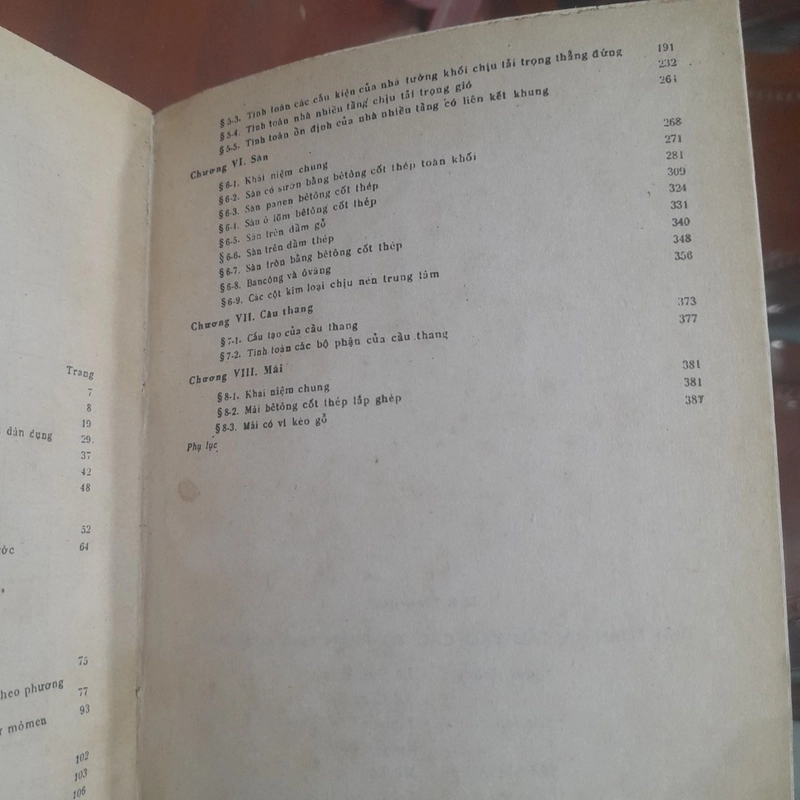 Trang
7
8
19
dân dụng 29
37
42
48
52
ớc 64
75
heo phương 77
mômen 93
102
103
106
§5-3. Tính toán các cấu kiện của nhà tường khối chịu tải trọng thẳng đứng 191
§5-4. Tính toán nhà nhiều tầng chịu tải trọng gió 232
§5-5. Tính toán ổn định của nhà nhiều tầng có liên kết khung 261
Chương VI. Sàn
§6-1. Khái niệm chung 268
§6-2. Sàn có sườn bằng bêtông cốt thép toàn khối 271
§6-3. Sàn panen bêtông cốt thép 281
§6-4. Sàn ô lõm bêtông cốt thép 309
§6-5. Sàn trên dầm gỗ 324
§6-6. Sàn trên dầm thép 331
§6-7. Sàn tròn bằng bêtông cốt thép 340
§6-8. Bancông và ôvăng 348
§6-9. Các cột kim loại chịu nén trung tâm 356
Chương VII. Cầu thang
§7-1. Cấu tạo của cầu thang 373
§7-2. Tính toán các bộ phận của cầu thang 377
Chương VIII. Mái
§8-1. Khái niệm chung 381
§8-2. Mái bêtông cốt thép lắp ghép 381
§8-3. Mái có vì kèo gỗ 387
Phụ lục